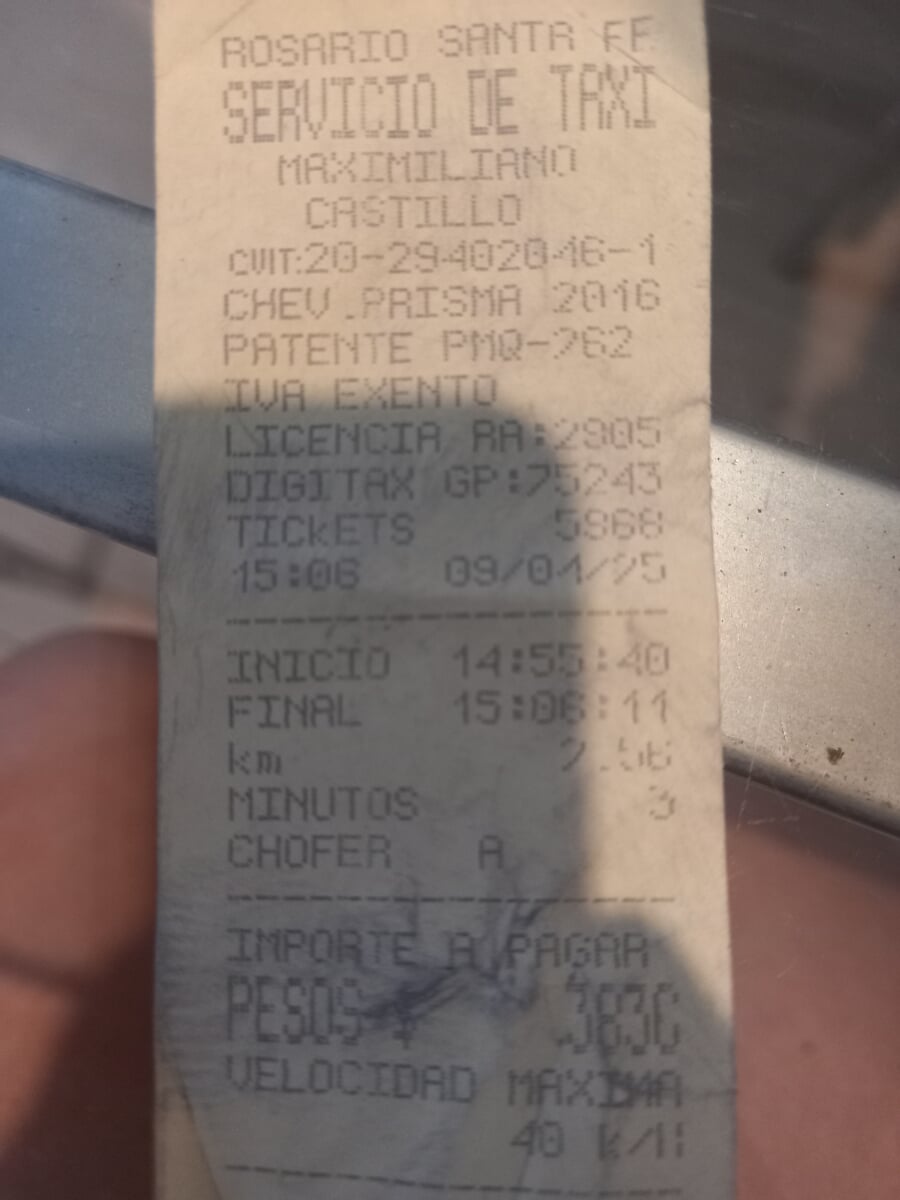 ROSARIO SANTA FE
SERVICIO DE TAXI
MAXIMILIANO
CASTILLO
CUIT:20-29402046-1
CHEV.PRISMA 2016
PATENTE PMQ-762
IVA EXENTO
LICENCIA RA:2905
DIGITAX GP:75243
TICKETS 5868
15:06 09/04/25
INICIO 14:55:40
FINAL 15:06:11
km
MINUTOS 3
CHOFER A
IMPORTE A PAGAR
PESOS
VELOCIDAD MAXIMA
40 k/H